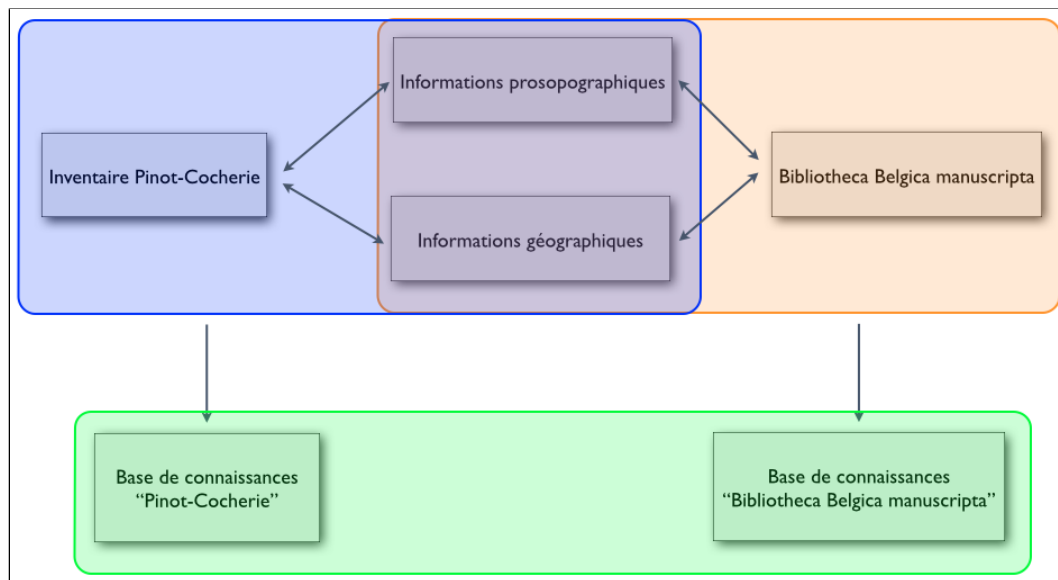 Informations prosopographiques
Inventaire Pinot-Cocherie
Bibliotheca Belgica manuscripta
Informations géographiques
Base de connaissances
“Pinot-Cocherie”
Base de connaissances
“Bibliotheca Belgica manuscripta”